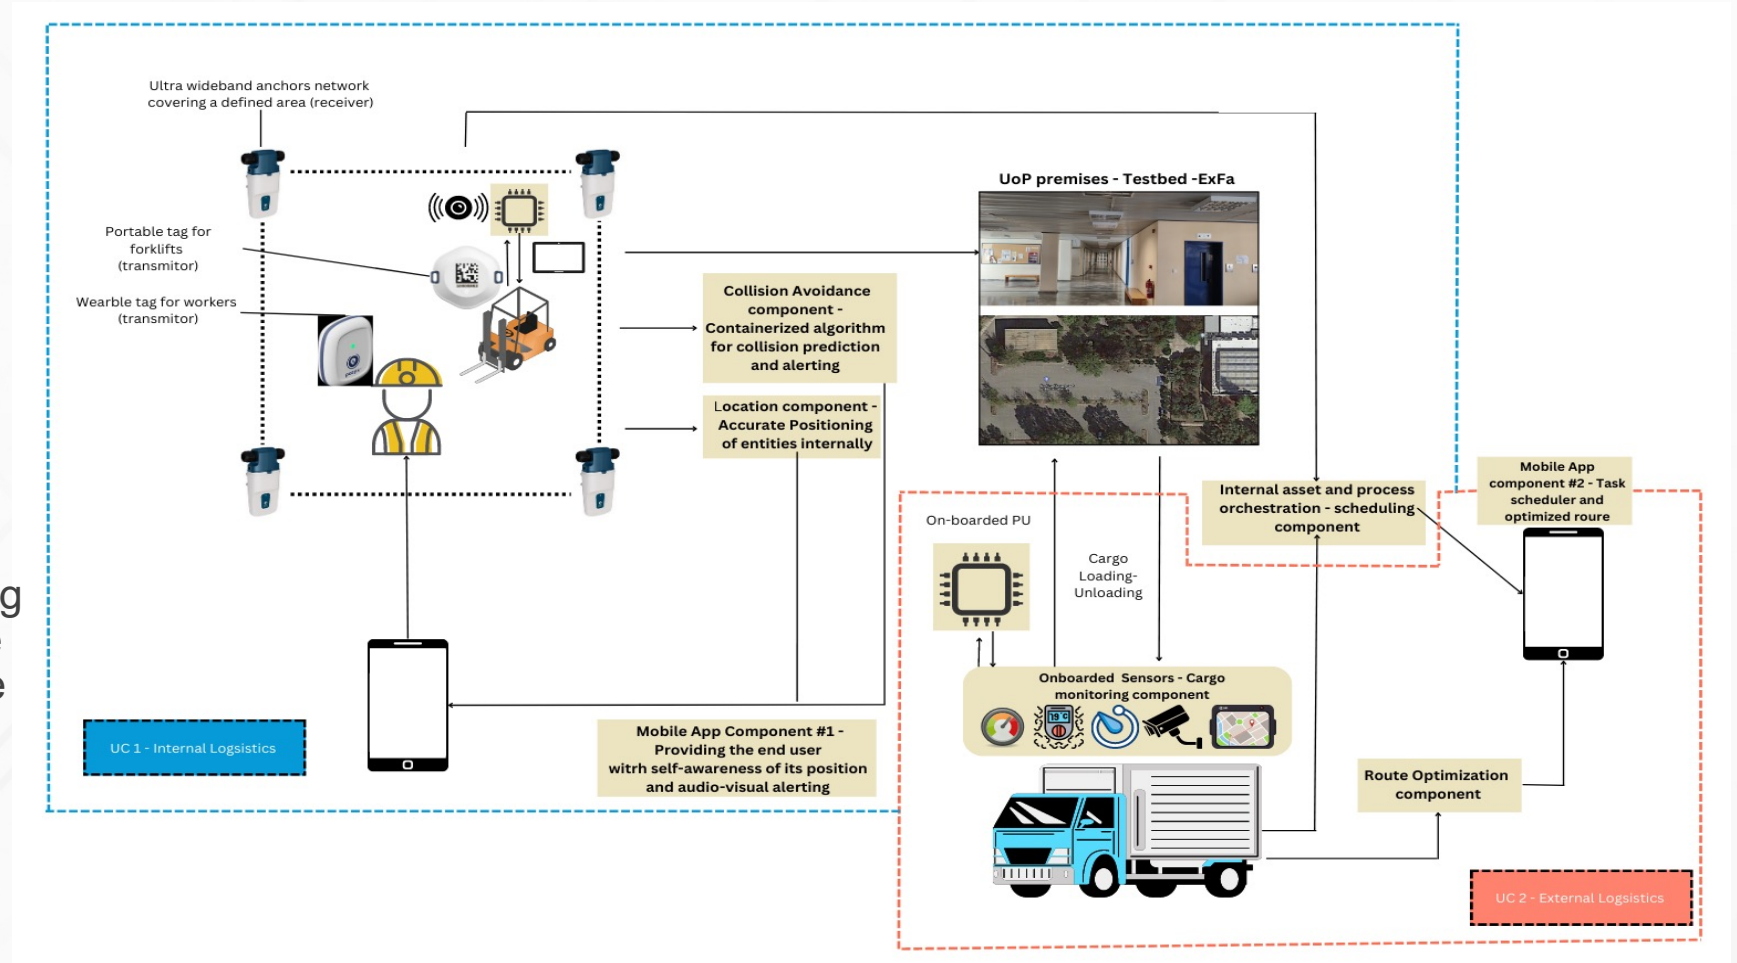 Ultra wideband anchors network
covering a defined area (receiver)
Portable tag for
forklifts
(transmitor)
Wearble tag for workers
(transmitor)
UoP premises - Testbed -ExFa
Collision Avoidance
component -
Containerized algorithm
for collision prediction
and alerting
Location component -
Accurate Positioning
of entities internally
Mobile App
component #2 - Task
scheduler and
optimized roure
Internal asset and process
orchestration - scheduling
component
On-boarded PU
Cargo
Loading-
Unloading
g
e
e
Onboarded Sensors - Cargo
monitoring component
19°C
Mobile App Component #1 -
Providing the end user
witrh self-awareness of its position
and audio-visual alerting
UC 1 - Internal Logsistics
Route Optimization
component
UC 2 - External Logsistics